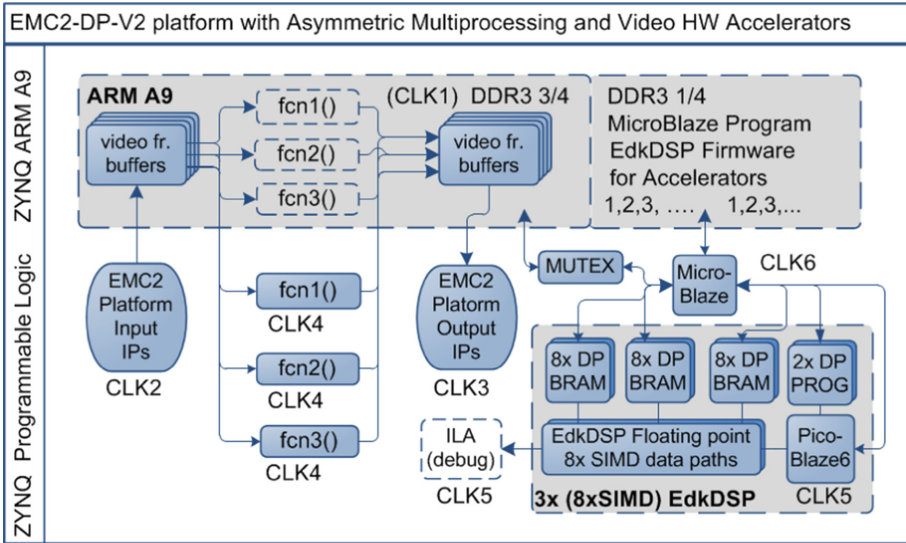 EMC2-DP-V2 platform with Asymmetric Multiprocessing and Video HW Accelerators
ZYNQ ARM A9
ARM A9
(CLK1) DDR3 3/4
video fr.
buffers
fcn1()
fcn2()
fcn3()
video fr.
buffers
DDR3 1/4
MicroBlaze Program
EdkDSP Firmware
for Accelerators
1,2,3, .... 1,2,3,...
ZYNQ Programmable Logic
EMC2
Platform
Input
IPs
CLK2
fcn1()
CLK4
fcn2()
CLK4
fcn3()
CLK4
EMC2
Platorm
Output
IPs
CLK3
MUTEX
Micro-
Blaze
CLK6
8x DP
BRAM
8x DP
BRAM
8x DP
BRAM
2x DP
PROG
ILA
(debug)
CLK5
EdkDSP Floating point
8x SIMD data paths
Pico-
Blaze6
CLK5
3x (8xSIMD) EdkDSP